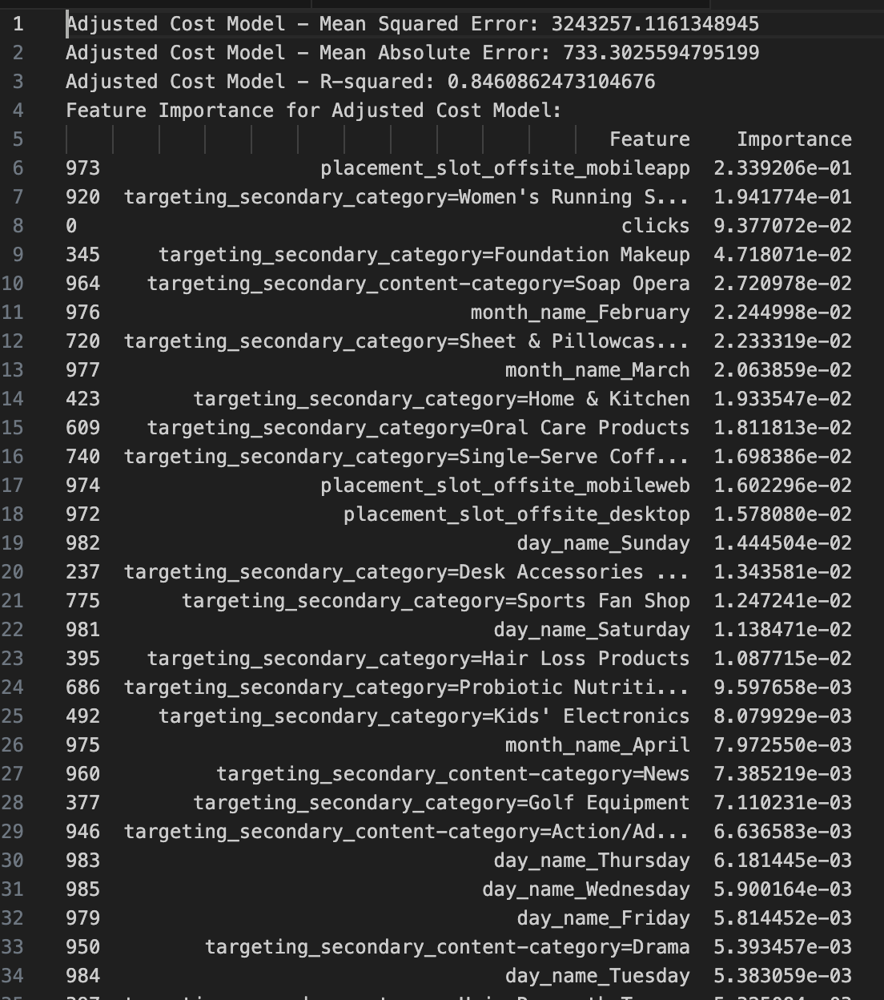 1 Adjusted Cost Model – Mean Squared Error: 3243257.1161348945
2 Adjusted Cost Model – Mean Absolute Error: 733.3025594795199
3 Adjusted Cost Model – R-squared: 0.8460862473104676
4 Feature Importance for Adjusted Cost Model:
5 Feature Importance
6 973 placement_slot_offsite_mobileapp 2.339206e-01
7 920 targeting_secondary_category=Women's Running S... 1.941774e-01
8 0 clicks 9.377072e-02
9 345 targeting_secondary_category=Foundation Makeup 4.718071e-02
10 964 targeting_secondary_content-category=Soap Opera 2.720978e-02
11 976 month_name_February 2.244998e-02
12 720 targeting_secondary_category=Sheet & Pillowcas... 2.233319e-02
13 977 month_name_March 2.063859e-02
14 423 targeting_secondary_category=Home & Kitchen 1.933547e-02
15 609 targeting_secondary_category=Oral Care Products 1.811813e-02
16 740 targeting_secondary_category=Single-Serve Coff... 1.698386e-02
17 974 placement_slot_offsite_mobileweb 1.602296e-02
18 972 placement_slot_offsite_desktop 1.578080e-02
19 982 day_name_Sunday 1.444504e-02
20 237 targeting_secondary_category=Desk Accessories ... 1.343581e-02
21 775 targeting_secondary_category=Sports Fan Shop 1.247241e-02
22 981 day_name_Saturday 1.138471e-02
23 395 targeting_secondary_category=Hair Loss Products 1.087715e-02
24 686 targeting_secondary_category=Probiotic Nutriti... 9.597658e-03
25 492 targeting_secondary_category=Kids' Electronics 8.079929e-03
26 975 month_name_April 7.972550e-03
27 960 targeting_secondary_content-category=News 7.385219e-03
28 377 targeting_secondary_category=Golf Equipment 7.110231e-03
29 946 targeting_secondary_content-category=Action/Ad... 6.636583e-03
30 983 day_name_Thursday 6.181445e-03
31 985 day_name_Wednesday 5.900164e-03
32 979 day_name_Friday 5.814452e-03
33 950 targeting_secondary_content-category=Drama 5.393457e-03
34 984 day_name_Tuesday 5.383059e-03